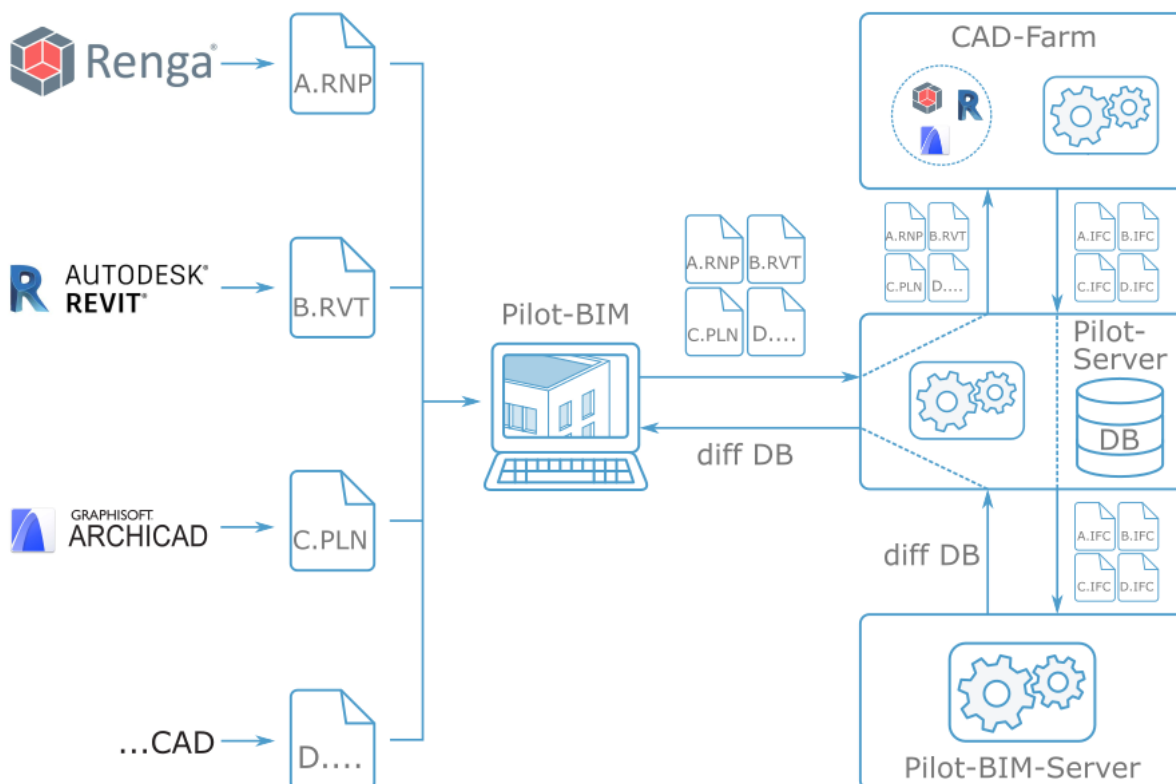 Renga®
A.RNP
AUTODESK®
REVIT®
B.RVT
GRAPHISOFT.
ARCHICAD
C.PLN
...CAD
D....
Pilot-BIM
A.RNP B.RVT
C.PLN D....
diff DB
CAD-Farm
R
A.RNP B.RVT
C.PLN D....
A.IFC B.IFC
C.IFC D.IFC
Pilot-
Server
DB
diff DB
A.IFC B.IFC
C.IFC D.IFC
Pilot-BIM-Server